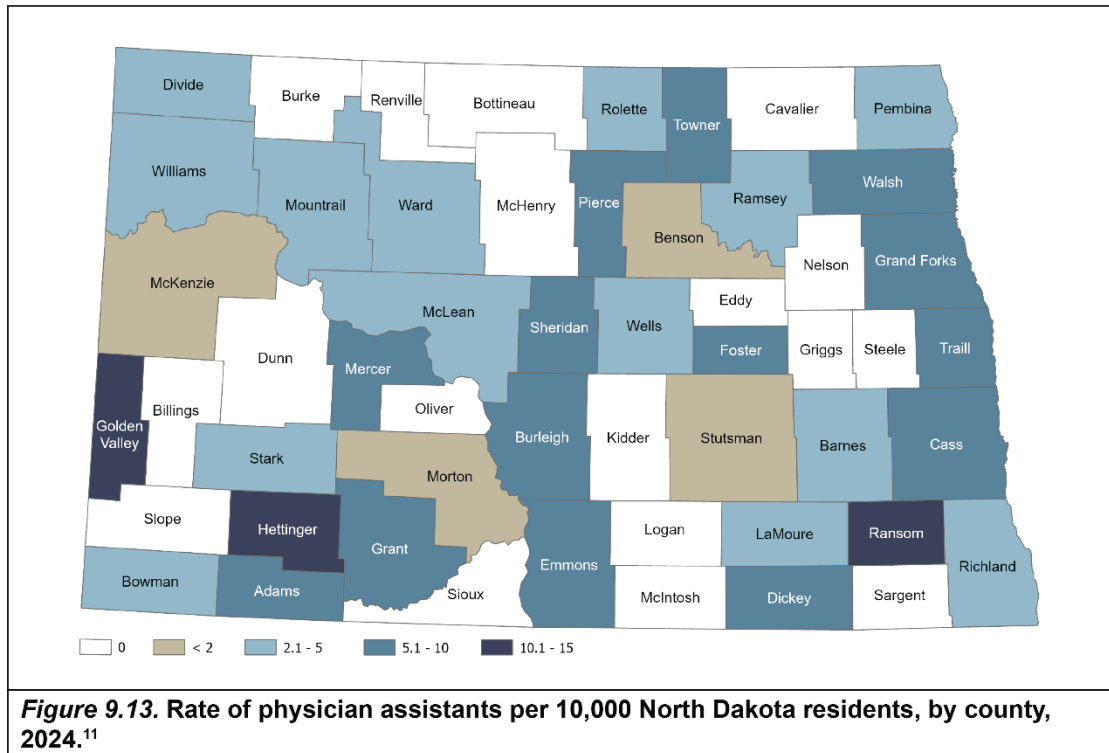 Divide
Burke
Renville
Bottineau
Rolette
Towner
Cavalier
Pembina
Williams
Mountrail
Ward
McHenry
Pierce
Benson
Ramsey
Walsh
Nelson
Grand Forks
McKenzie
Dunn
McLean
Sheridan
Wells
Eddy
Foster
Griggs
Steele
Traill
Mercer
Oliver
Golden
Valley
Billings
Stark
Morton
Burleigh
Kidder
Stutsman
Barnes
Cass
Slope
Hettinger
Grant
Sioux
Emmons
Logan
LaMoure
Ransom
Richland
Bowman
Adams
McIntosh
Dickey
Sargent
0 < 2 2.1 - 5 5.1 - 10 10.1 - 15
Figure 9.13. Rate of physician assistants per 10,000 North Dakota residents, by county,
2024.11